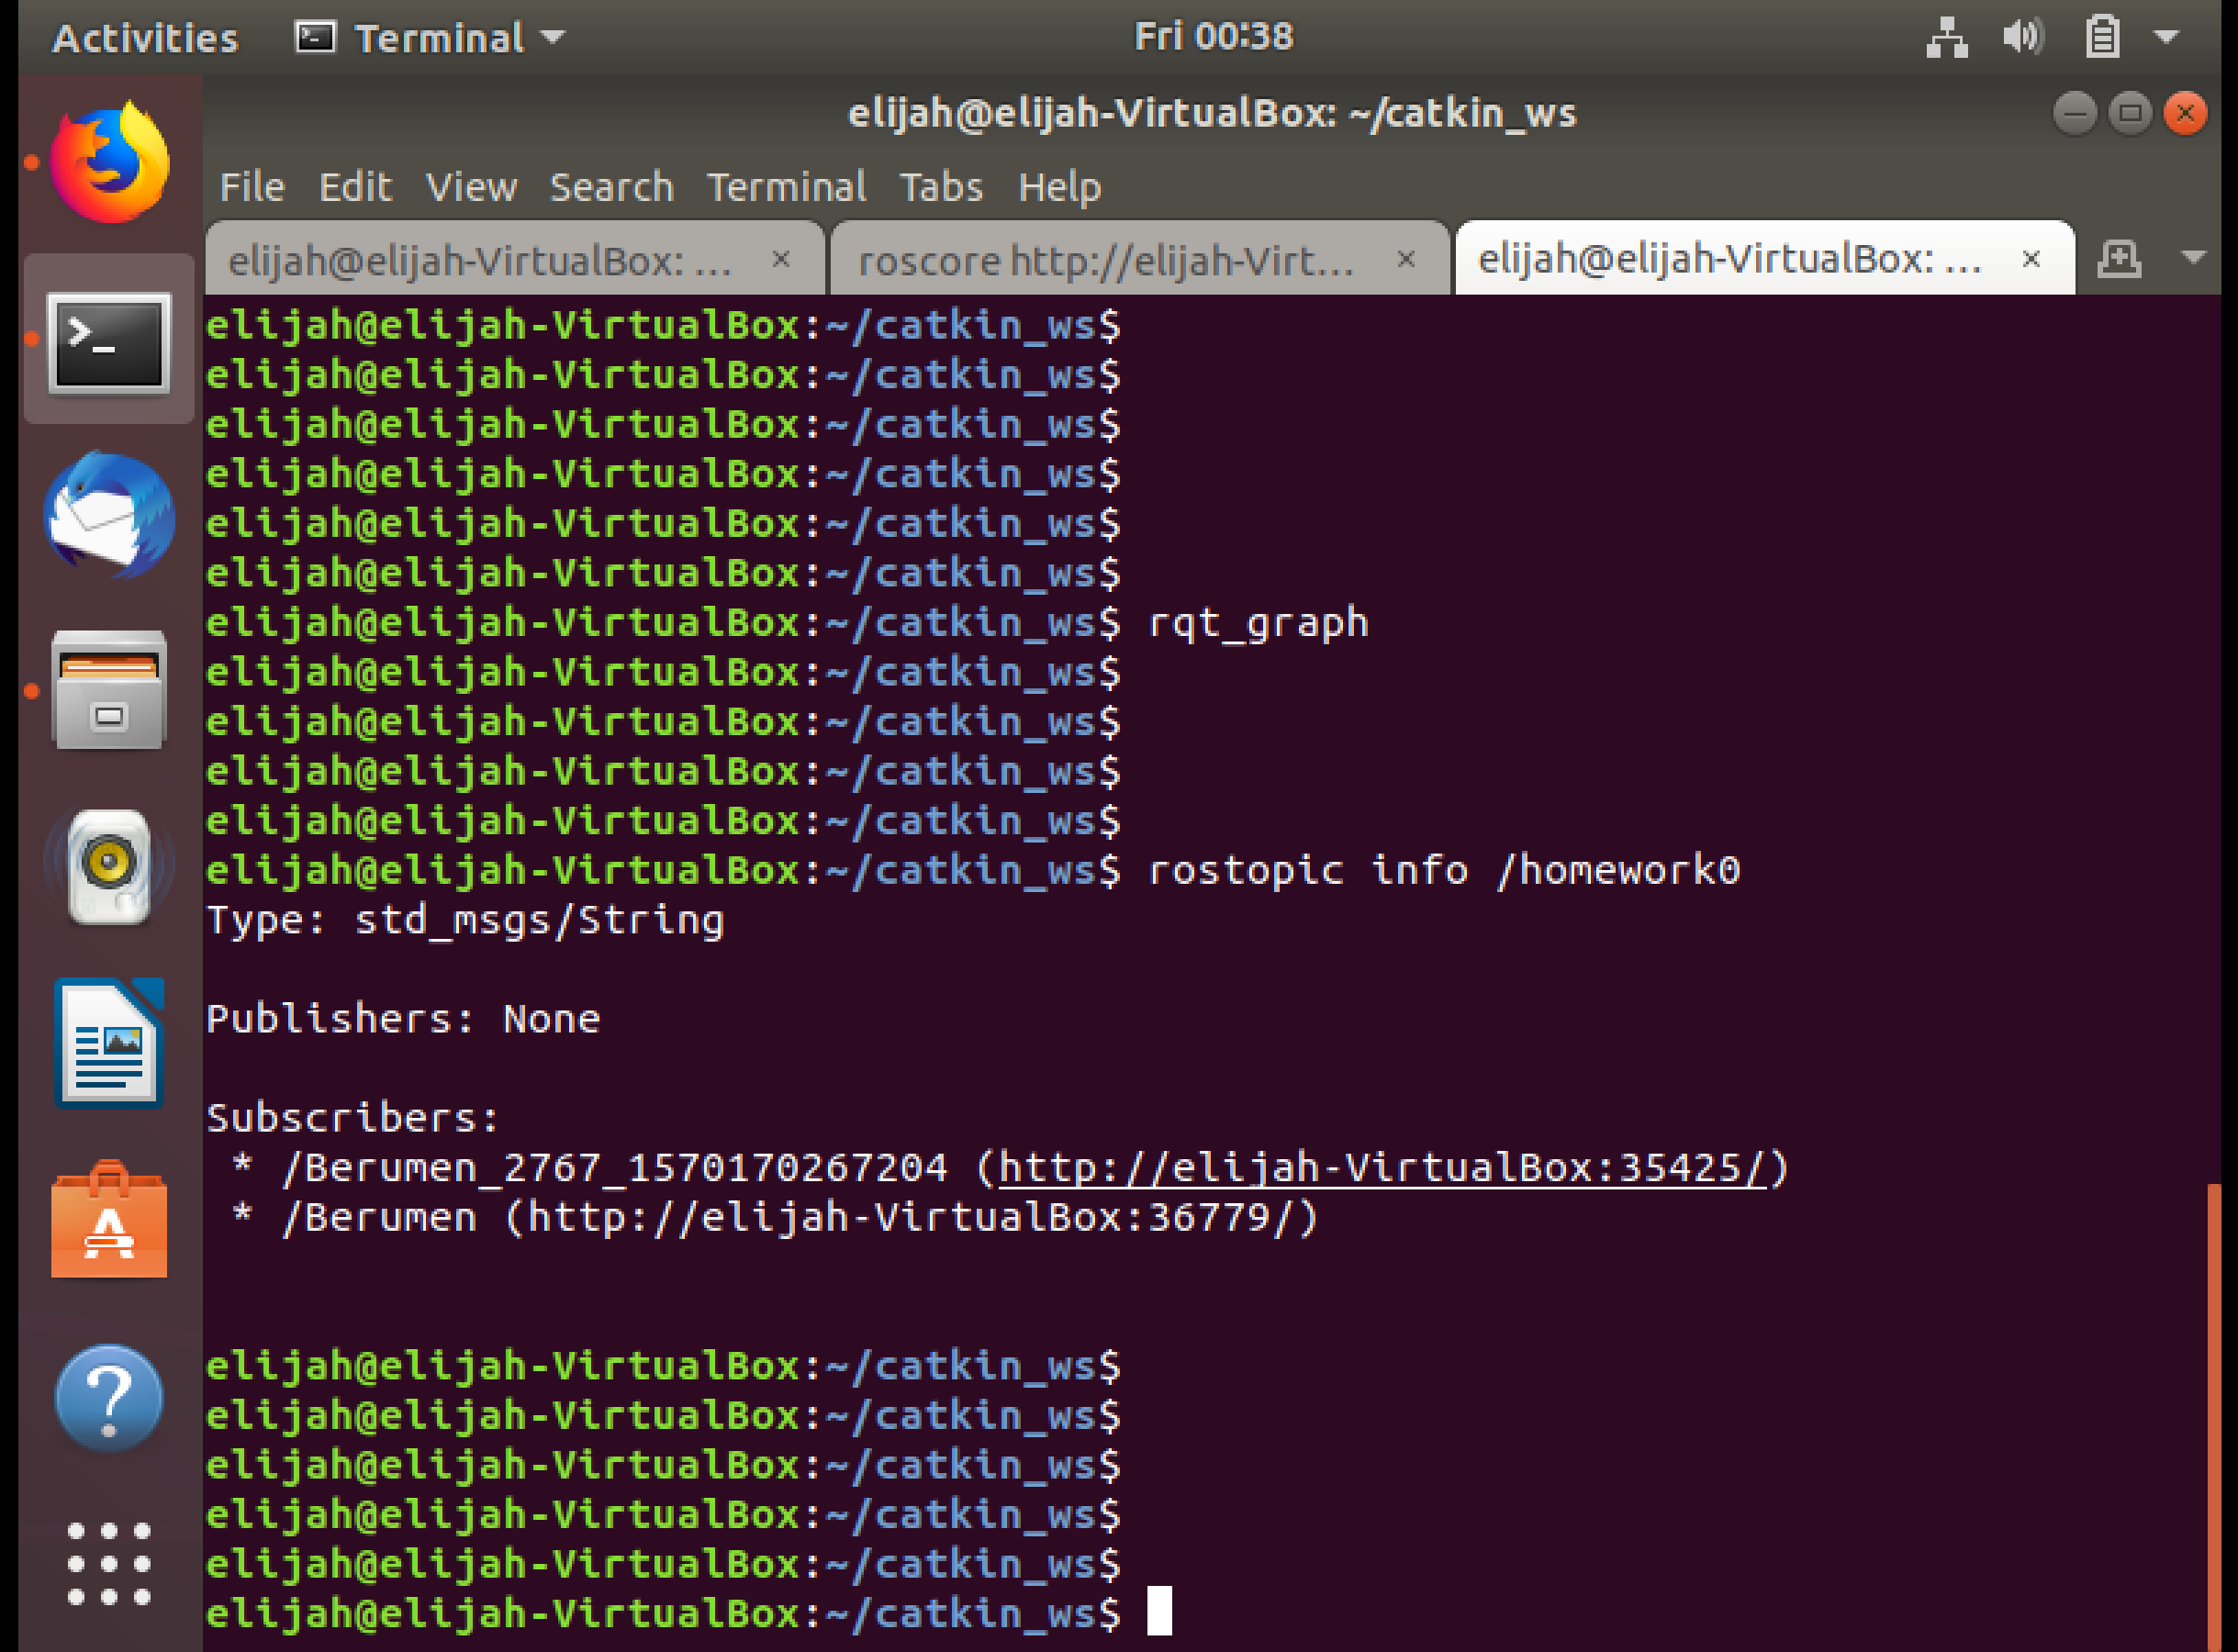 Activities Terminal Fri 00:38
elijah@elijah-VirtualBox: ~/catkin_ws
File Edit View Search Terminal Tabs Help
elijah@elijah-VirtualBox: ... × roscore http://elijah-Virt... × elijah@elijah-VirtualBox: ... ×
elijah@elijah-VirtualBox:~/catkin_ws$
elijah@elijah-VirtualBox:~/catkin_ws$
elijah@elijah-VirtualBox:~/catkin_ws$
elijah@elijah-VirtualBox:~/catkin_ws$
elijah@elijah-VirtualBox:~/catkin_ws$
elijah@elijah-VirtualBox:~/catkin_ws$
elijah@elijah-VirtualBox:~/catkin_ws$ rqt_graph
elijah@elijah-VirtualBox:~/catkin_ws$
elijah@elijah-VirtualBox:~/catkin_ws$
elijah@elijah-VirtualBox:~/catkin_ws$
elijah@elijah-VirtualBox:~/catkin_ws$
elijah@elijah-VirtualBox:~/catkin_ws$ rostopic info /homework0
Type: std_msgs/String
Publishers: None
Subscribers:
* /Berumen_2767_1570170267204 (http://elijah-VirtualBox:35425/)
* /Berumen (http://elijah-VirtualBox:36779/)
elijah@elijah-VirtualBox:~/catkin_ws$
elijah@elijah-VirtualBox:~/catkin_ws$
elijah@elijah-VirtualBox:~/catkin_ws$
elijah@elijah-VirtualBox:~/catkin_ws$
elijah@elijah-VirtualBox:~/catkin_ws$
elijah@elijah-VirtualBox:~/catkin_ws$